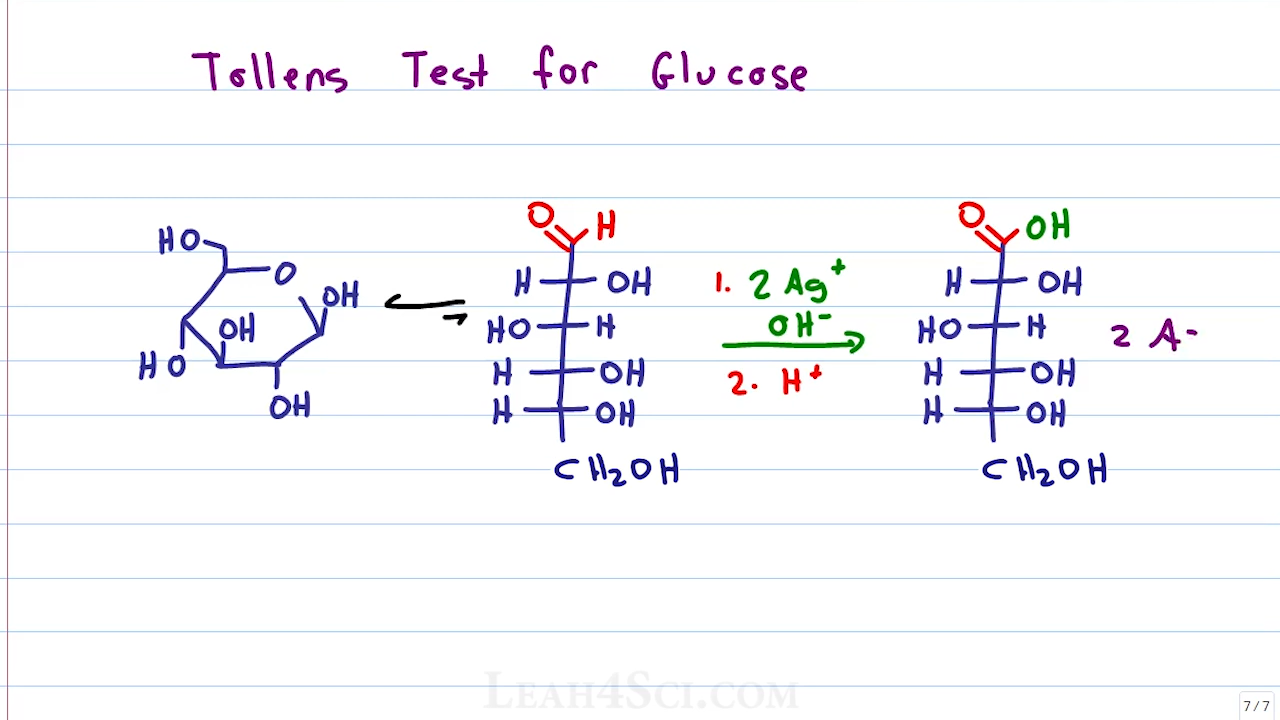 Tollens Test for Glucose
O H O OH
HO O H OH 1. 2 Ag+ H OH
OH OH HO H OH- HO H 2 A
HO H OH 2. H+ H OH
OH H OH H OH
CH2OH CH2OH
LEAH4SCI.COM
7/7